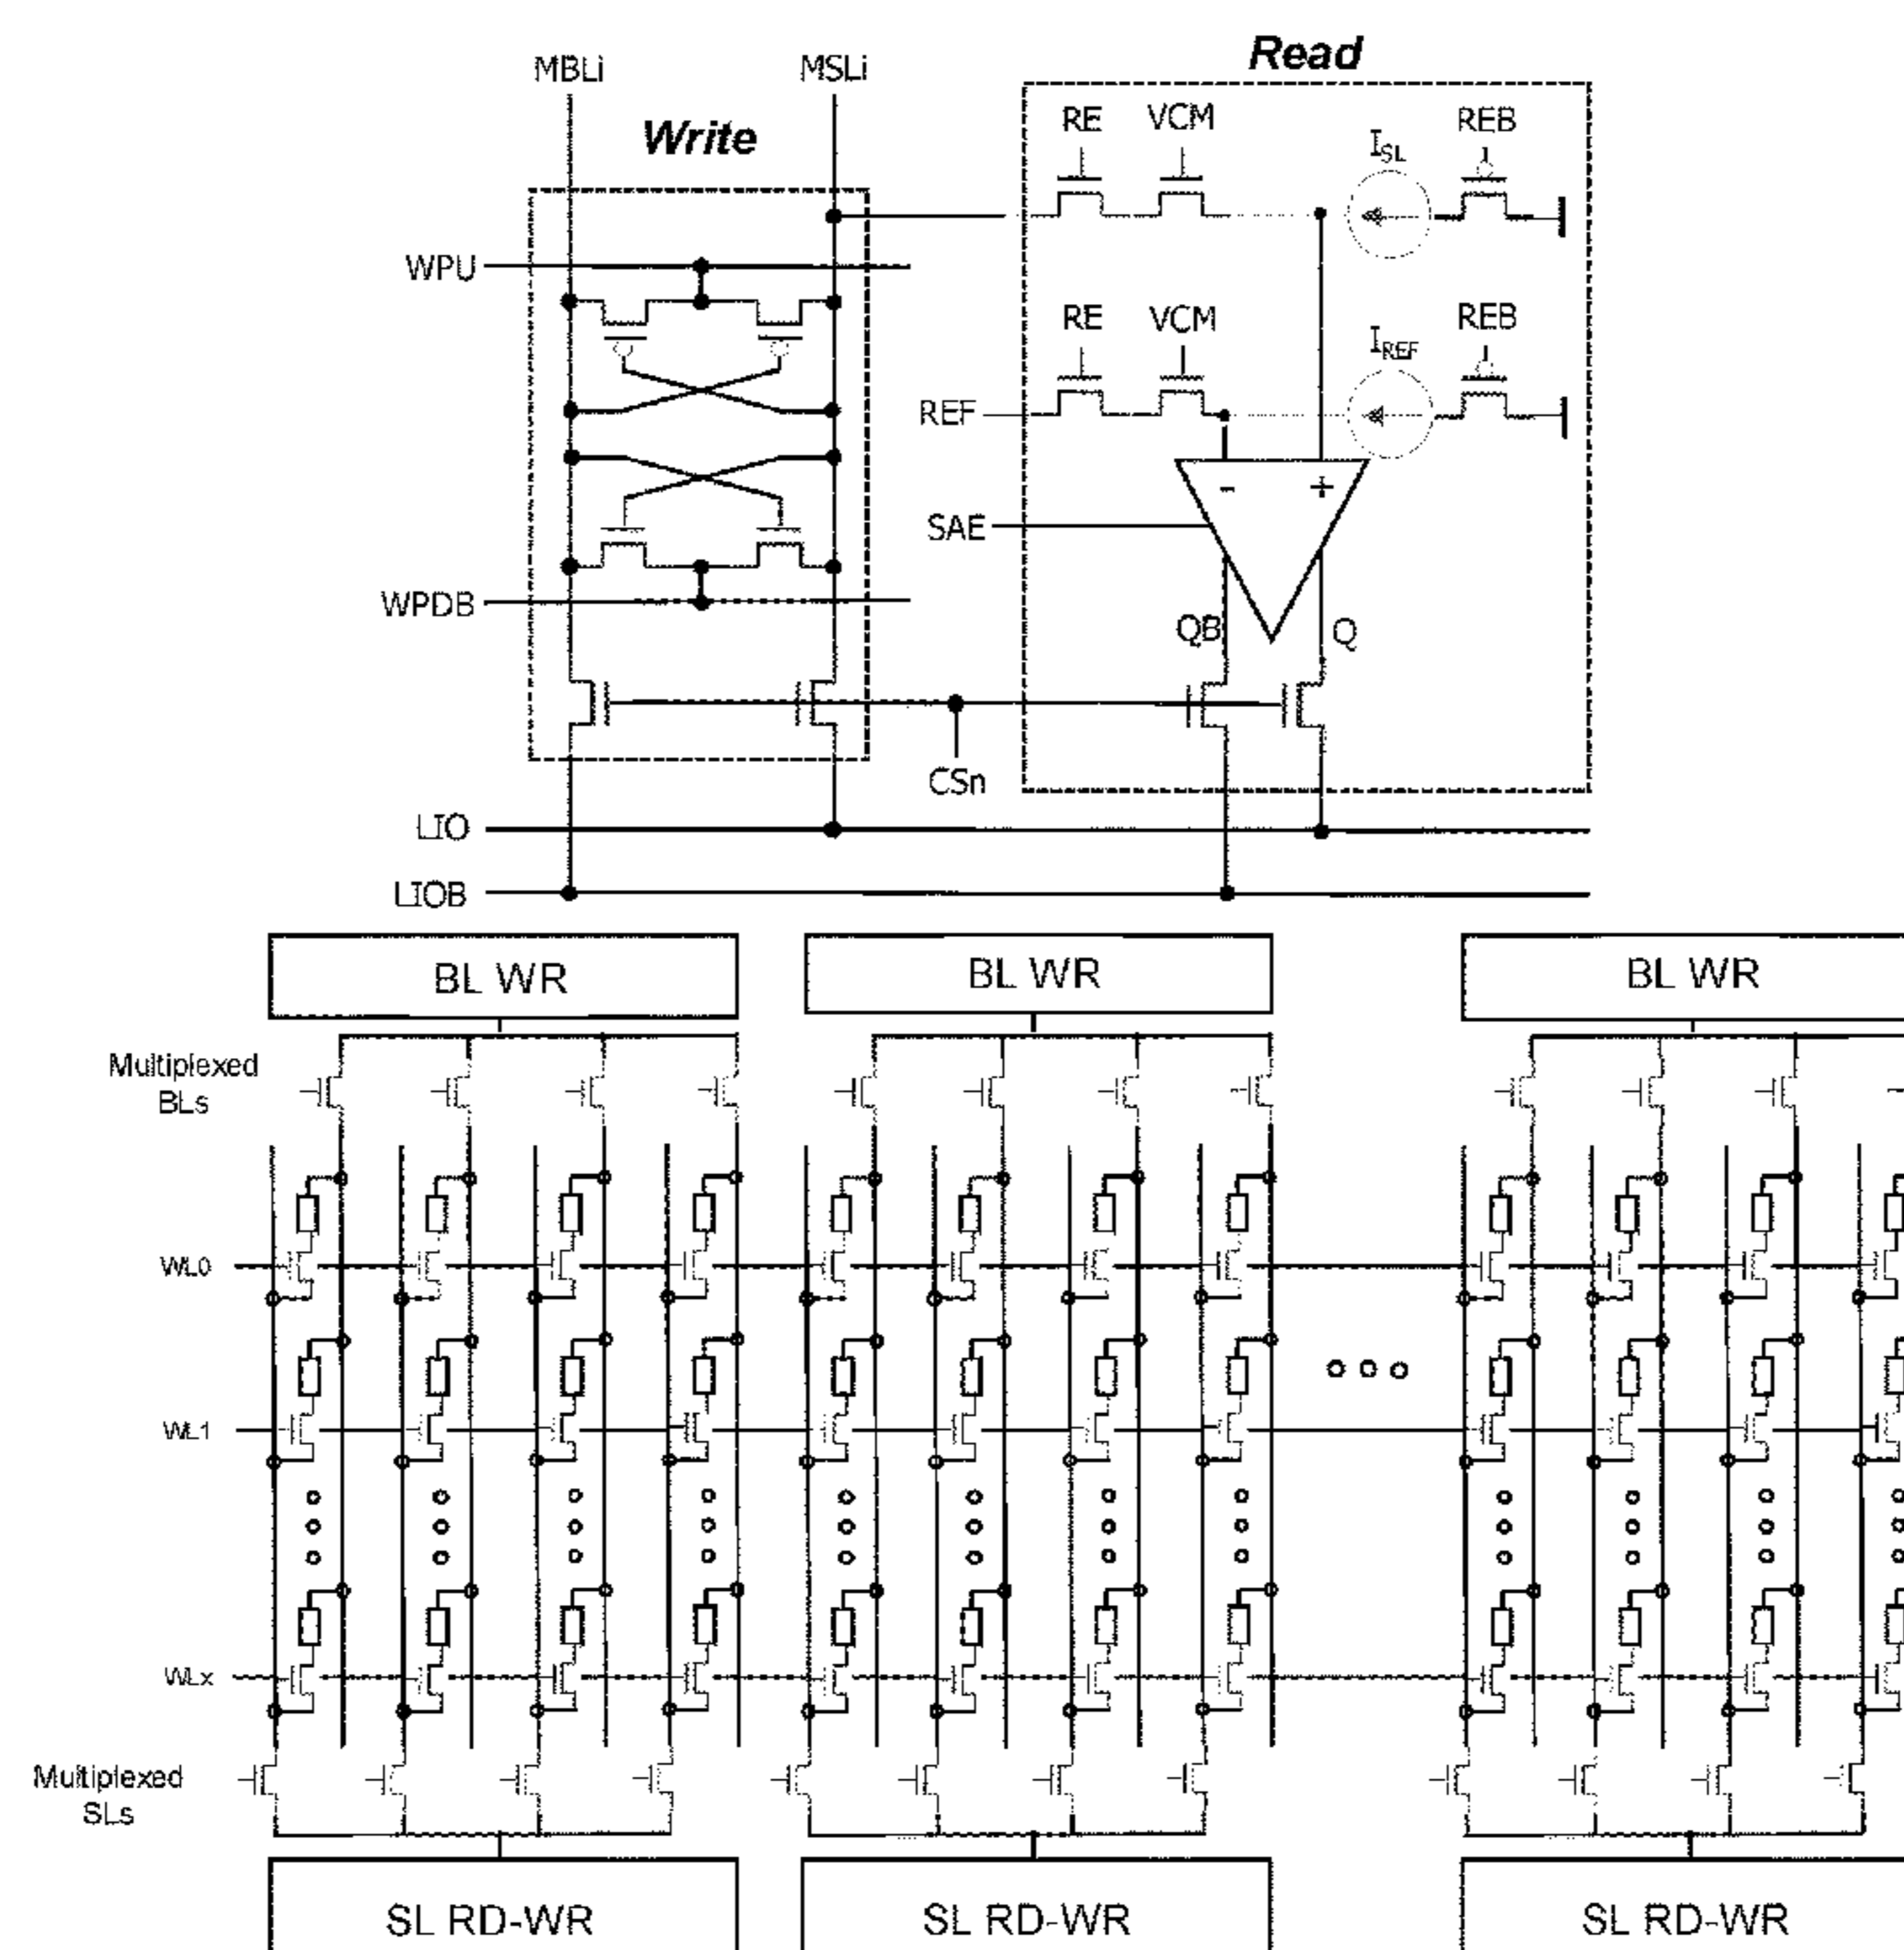 MBLi MSLi Read
Write
RE VCM ISL REB
WPU
RE VCM IREF REB
REF
- +
SAE
WPDB
QB Q
CSn
LIO
LIOB
BL WR BL WR BL WR
Multiplexed
BLs
WL0
WL1
WLx
Multiplexed
SLs
SL RD-WR SL RD-WR SL RD-WR